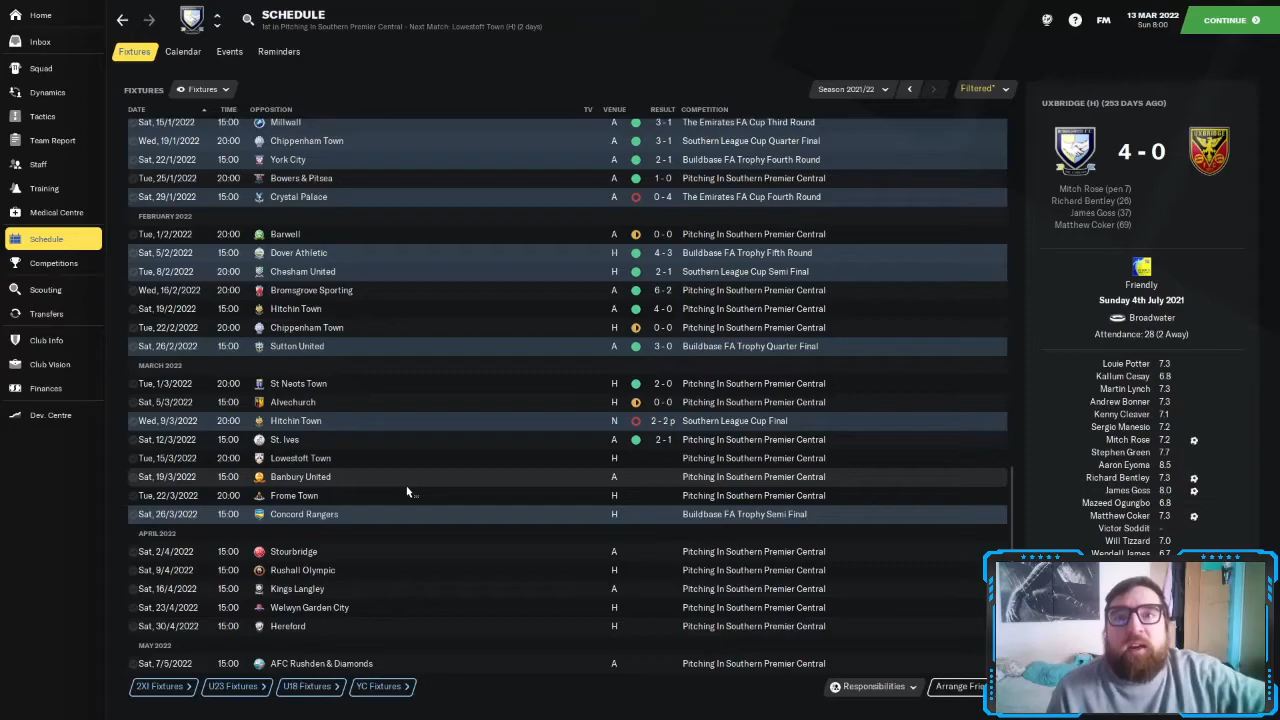 Home
Inbox
Squad
Dynamics
Tactics
Team Report
Staff
Training
Medical Centre
Schedule
Competitions
Scouting
Transfers
Club Info
Club Vision
Finances
Dev. Centre
SCHEDULE
1st in Pitching In Southern Premier Central - Next Match: Lowestoft Town (H) (2 days)
FM
13 MAR 2022
Sun 8:00
CONTINUE
Fixtures Calendar Events Reminders
FIXTURES Fixtures Season 2021/22 Filtered*
DATE TIME OPPOSITION TV VENUE RESULT COMPETITION
Sat, 15/1/2022 15:00 Millwall A 3 - 1 The Emirates FA Cup Third Round
Wed, 19/1/2022 20:00 Chippenham Town A 3 - 1 Southern League Cup Quarter Final
Sat, 22/1/2022 15:00 York City A 2 - 1 Buildbase FA Trophy Fourth Round
Tue, 25/1/2022 20:00 Bowers & Pitsea A 1 - 0 Pitching In Southern Premier Central
Sat, 29/1/2022 15:00 Crystal Palace A 0 - 4 The Emirates FA Cup Fourth Round
FEBRUARY 2022
Tue, 1/2/2022 20:00 Barwell A 0 - 0 Pitching In Southern Premier Central
Sat, 5/2/2022 15:00 Dover Athletic H 4 - 3 Buildbase FA Trophy Fifth Round
Tue, 8/2/2022 20:00 Chesham United H 2 - 1 Southern League Cup Semi Final
Wed, 16/2/2022 20:00 Bromsgrove Sporting H 6 - 2 Pitching In Southern Premier Central
Sat, 19/2/2022 15:00 Hitchin Town A 4 - 0 Pitching In Southern Premier Central
Tue, 22/2/2022 20:00 Chippenham Town H 0 - 0 Pitching In Southern Premier Central
Sat, 26/2/2022 15:00 Sutton United A 3 - 0 Buildbase FA Trophy Quarter Final
MARCH 2022
Tue, 1/3/2022 20:00 St Neots Town H 2 - 0 Pitching In Southern Premier Central
Sat, 5/3/2022 15:00 Alvechurch H 0 - 0 Pitching In Southern Premier Central
Wed, 9/3/2022 20:00 Hitchin Town N 2 - 2 p Southern League Cup Final
Sat, 12/3/2022 15:00 St. Ives A 2 - 1 Pitching In Southern Premier Central
Tue, 15/3/2022 20:00 Lowestoft Town H Pitching In Southern Premier Central
Sat, 19/3/2022 15:00 Banbury United A Pitching In Southern Premier Central
Tue, 22/3/2022 20:00 Frome Town H Pitching In Southern Premier Central
Sat, 26/3/2022 15:00 Concord Rangers H Buildbase FA Trophy Semi Final
APRIL 2022
Sat, 2/4/2022 15:00 Stourbridge A Pitching In Southern Premier Central
Sat, 9/4/2022 15:00 Rushall Olympic H Pitching In Southern Premier Central
Sat, 16/4/2022 15:00 Kings Langley A Pitching In Southern Premier Central
Sat, 23/4/2022 15:00 Welwyn Garden City H Pitching In Southern Premier Central
Sat, 30/4/2022 15:00 Hereford H Pitching In Southern Premier Central
MAY 2022
Sat, 7/5/2022 15:00 AFC Rushden & Diamonds A Pitching In Southern Premier Central
2XI Fixtures U23 Fixtures U18 Fixtures YC Fixtures Responsibilities Arrange Frie
UXBRIDGE (H) (253 DAYS AGO)
4 - 0
Mitch Rose (pen 7)
Richard Bentley (26)
James Goss (37)
Matthew Coker (69)
Friendly
Sunday 4th July 2021
Broadwater
Attendance: 28 (2 Away)
Louie Potter 7.3
Kallum Cesay 6.8
Martin Lynch 7.3
Andrew Bonner 7.3
Kenny Cleaver 7.1
Sergio Manesio 7.2
Mitch Rose 7.2
Stephen Green 7.7
Aaron Eyoma 8.5
Richard Bentley 7.3
James Goss 8.0
Mazeed Ogungbo 6.8
Matthew Coker 7.3
Victor Soddit -
Will Tizzard 7.0
Wendell James 6.7